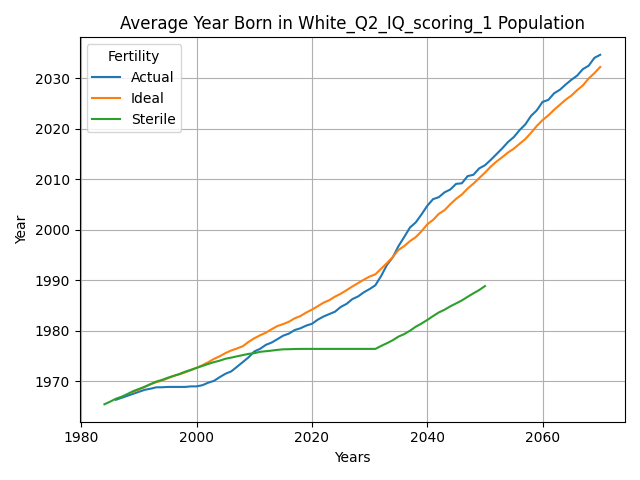 Average Year Born in White_Q2_IQ_scoring_1 Population
Fertility
Actual
Ideal
Sterile
2030
2020
2010
2000
1990
1980
1970
Year
1980
2000
2020
2040
2060
Years